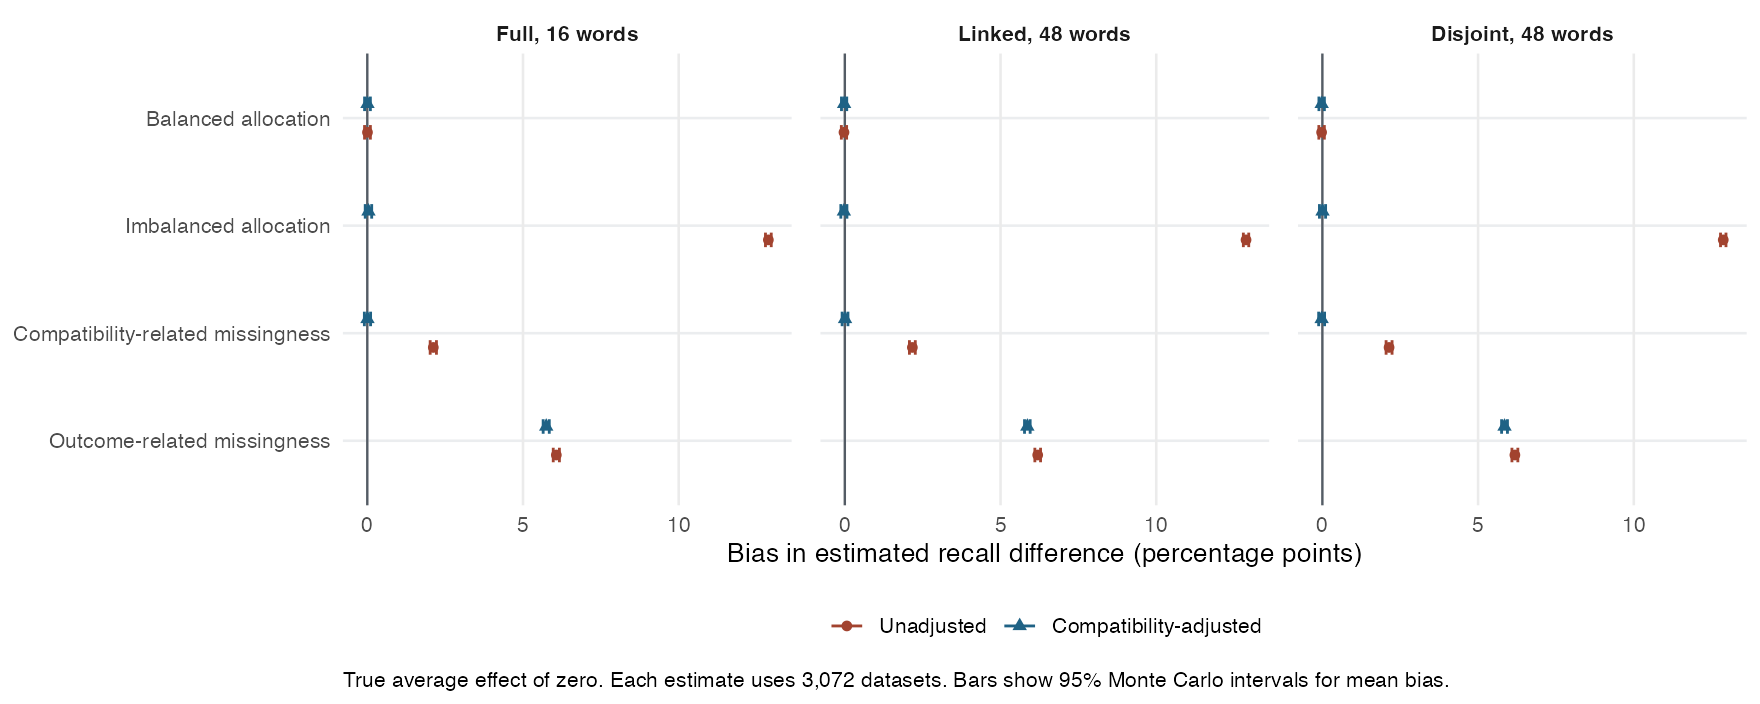 Full, 16 words
Linked, 48 words
Disjoint, 48 words
Balanced allocation
Imbalanced allocation
Compatibility-related missingness
Outcome-related missingness
0 5 10
0 5 10
0 5 10
Bias in estimated recall difference (percentage points)
Unadjusted
Compatibility-adjusted
True average effect of zero. Each estimate uses 3,072 datasets. Bars show 95% Monte Carlo intervals for mean bias.